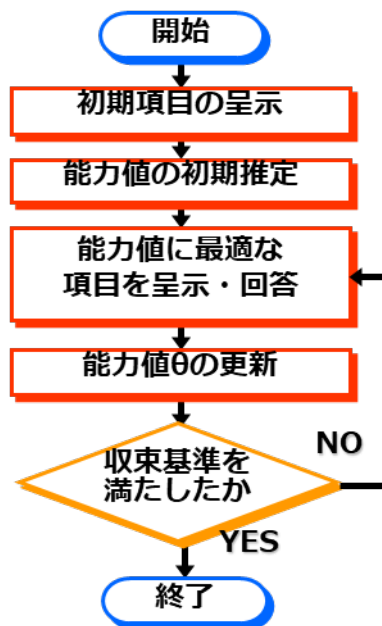 開始
初期項目の呈示
能力値の初期推定
能力値に最適な
項目を呈示・回答
能力値θの更新
収束基準を
満たしたか
NO
YES
終了